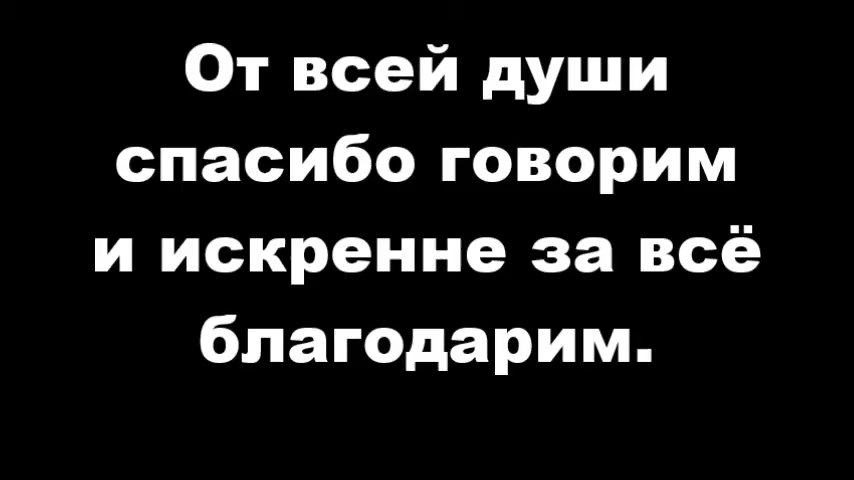 От всей души
спасибо говорим
и искренне за всё
благодарим.